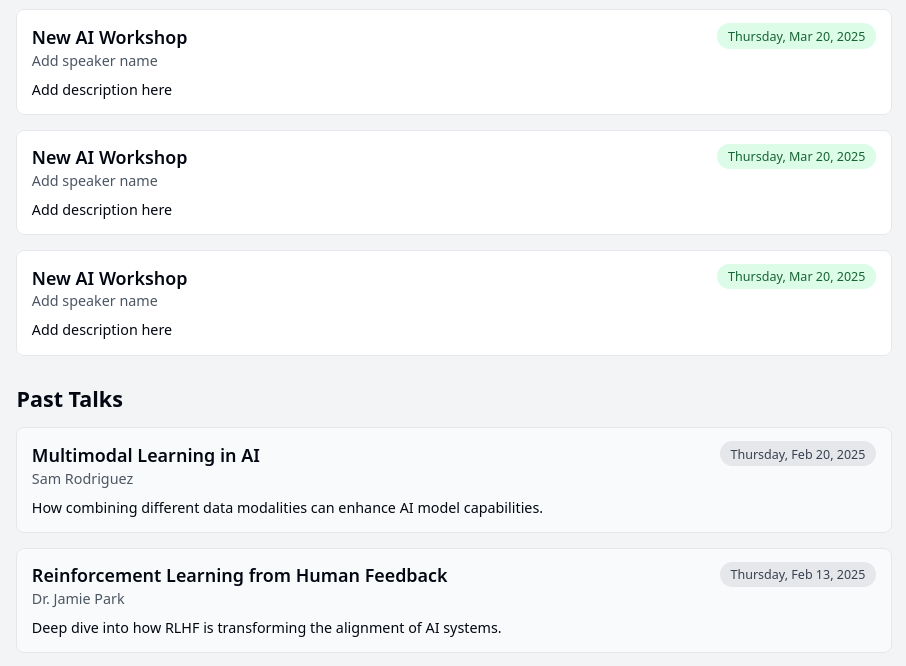 New AI Workshop
Thursday, Mar 20, 2025
Add speaker name
Add description here
New AI Workshop
Thursday, Mar 20, 2025
Add speaker name
Add description here
New AI Workshop
Thursday, Mar 20, 2025
Add speaker name
Add description here
Past Talks
Multimodal Learning in AI
Thursday, Feb 20, 2025
Sam Rodriguez
How combining different data modalities can enhance AI model capabilities.
Reinforcement Learning from Human Feedback
Thursday, Feb 13, 2025
Dr. Jamie Park
Deep dive into how RLHF is transforming the alignment of AI systems.